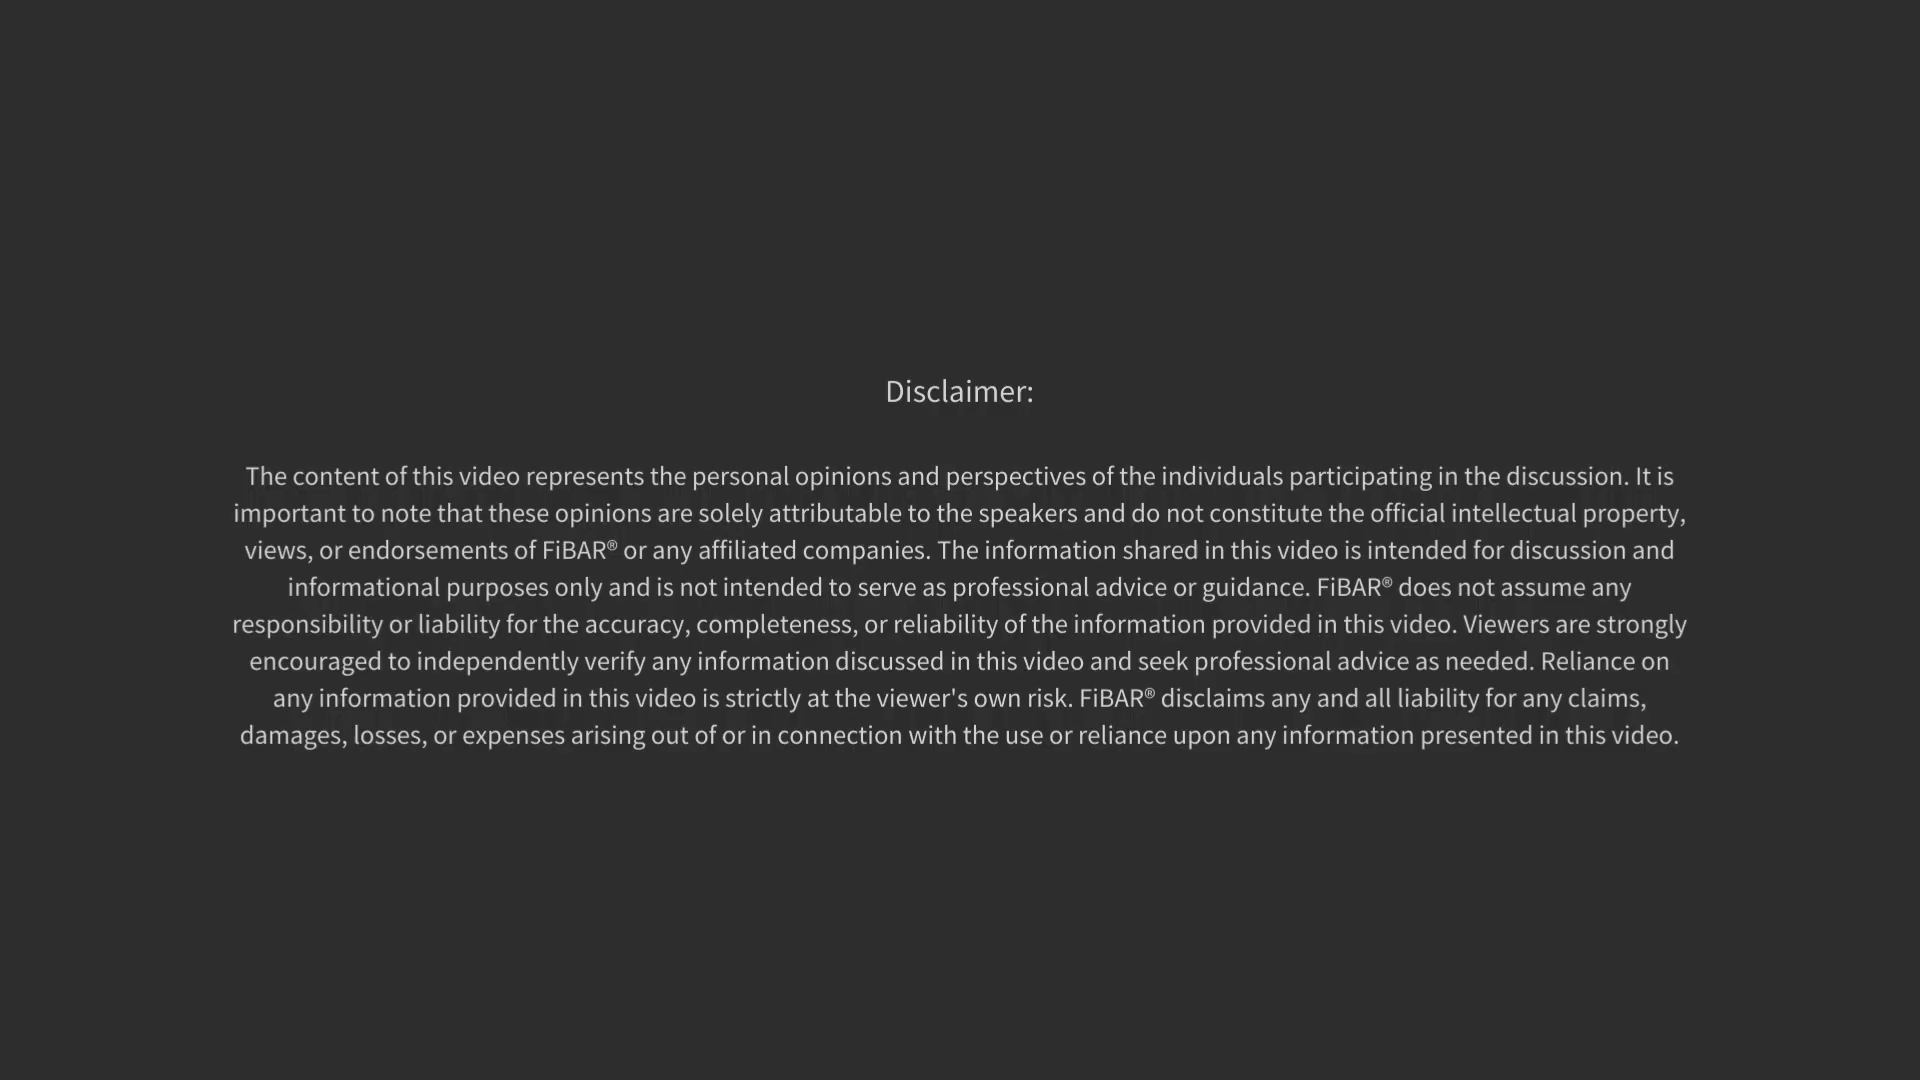 Disclaimer:
The content of this video represents the personal opinions and perspectives of the individuals participating in the discussion. It is
important to note that these opinions are solely attributable to the speakers and do not constitute the official intellectual property,
views, or endorsements of FiBAR® or any affiliated companies. The information shared in this video is intended for discussion and
informational purposes only and is not intended to serve as professional advice or guidance. FiBAR® does not assume any
responsibility or liability for the accuracy, completeness, or reliability of the information provided in this video. Viewers are strongly
encouraged to independently verify any information discussed in this video and seek professional advice as needed. Reliance on
any information provided in this video is strictly at the viewer's own risk. FiBAR® disclaims any and all liability for any claims,
damages, losses, or expenses arising out of or in connection with the use or reliance upon any information presented in this video.